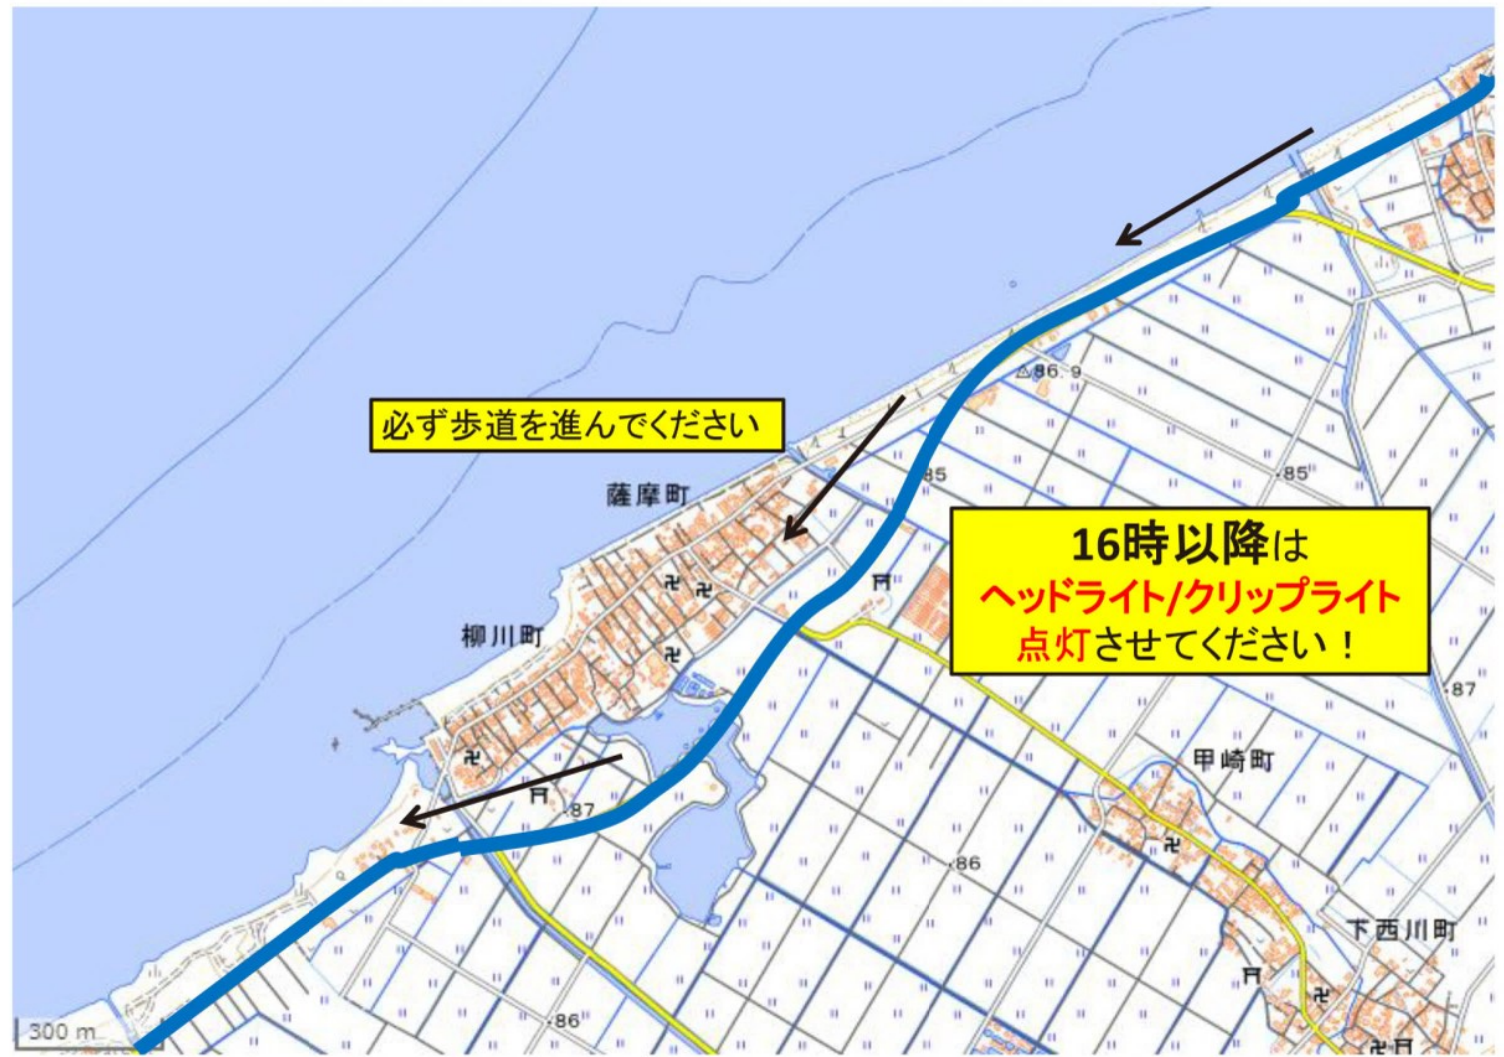 86.9
必ず歩道を進んでください
85
85
薩摩町
16時以降は
ヘッドライト/クリップライト
点灯させてください！
柳川町
87
甲崎町
87
86
下西川町
86
300 m